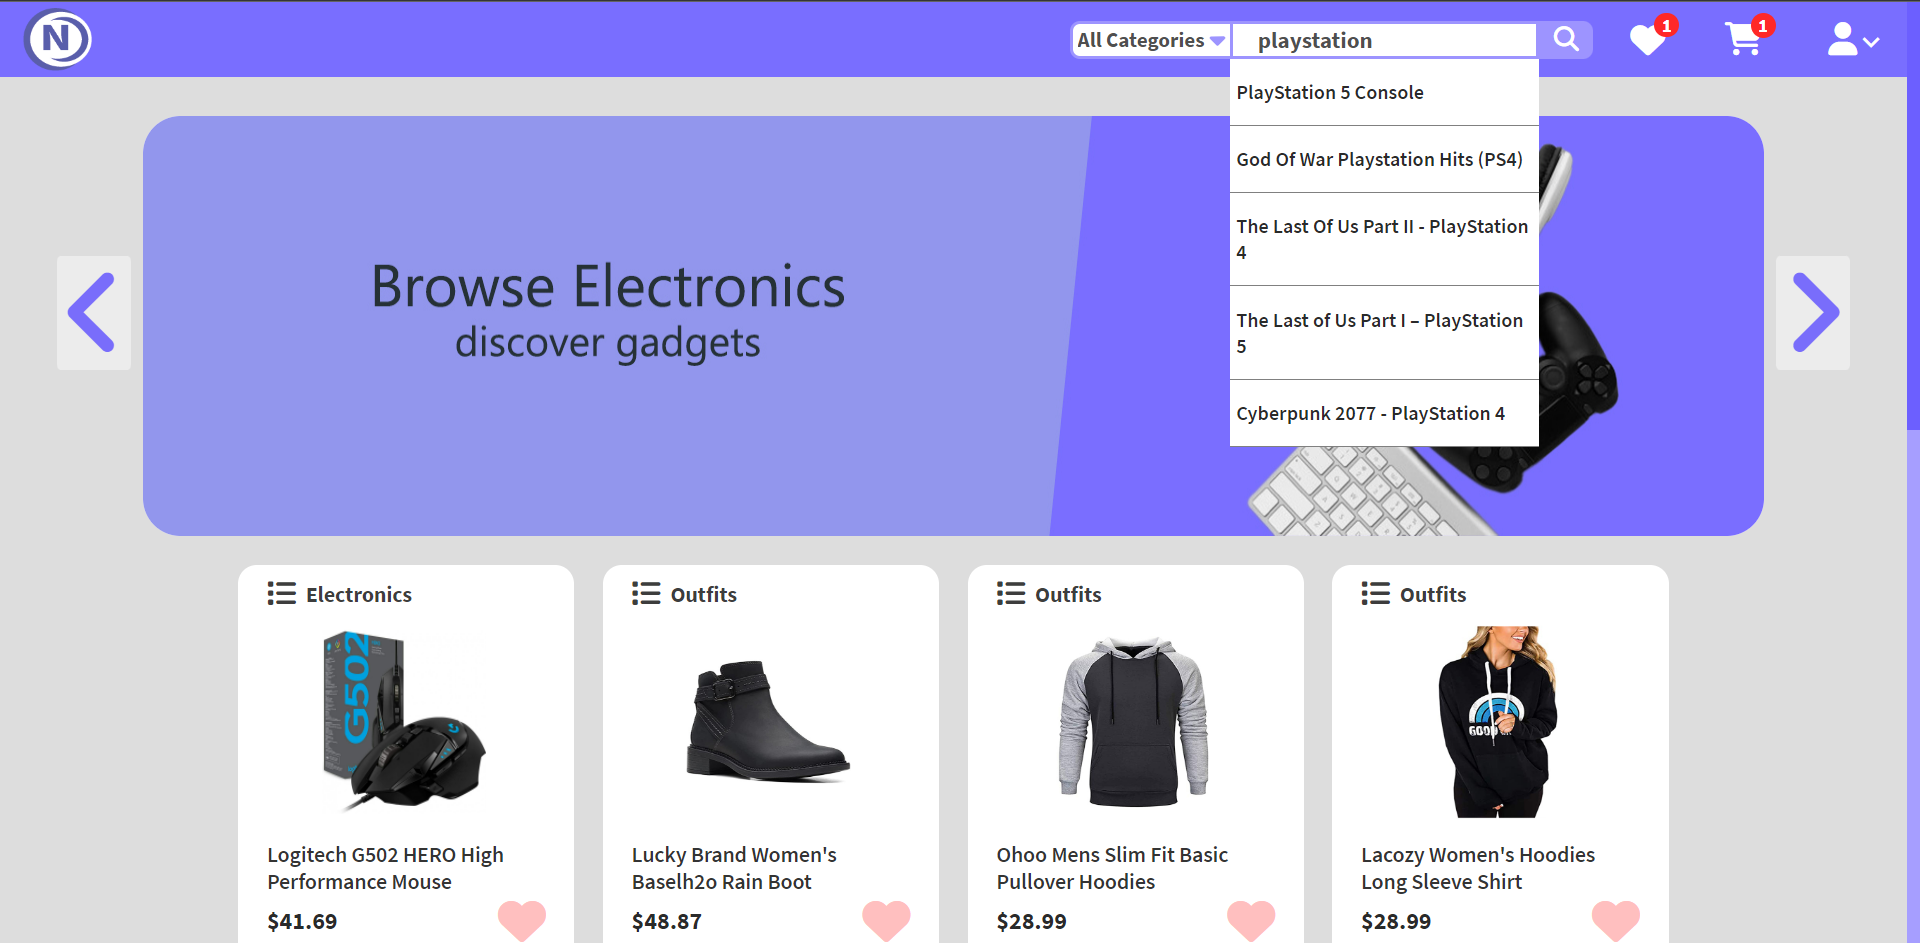 N
All Categories
playstation
1
1
PlayStation 5 Console
God Of War Playstation Hits (PS4)
The Last Of Us Part II - PlayStation
4
The Last of Us Part I – PlayStation
5
Cyberpunk 2077 - PlayStation 4
Browse Electronics
discover gadgets
Electronics
G502
Logitech G502 HERO High
Performance Mouse
$41.69
Outfits
Lucky Brand Women's
Baselh2o Rain Boot
$48.87
Outfits
Ohoo Mens Slim Fit Basic
Pullover Hoodies
$28.99
Outfits
GOOD
Lacozy Women's Hoodies
Long Sleeve Shirt
$28.99